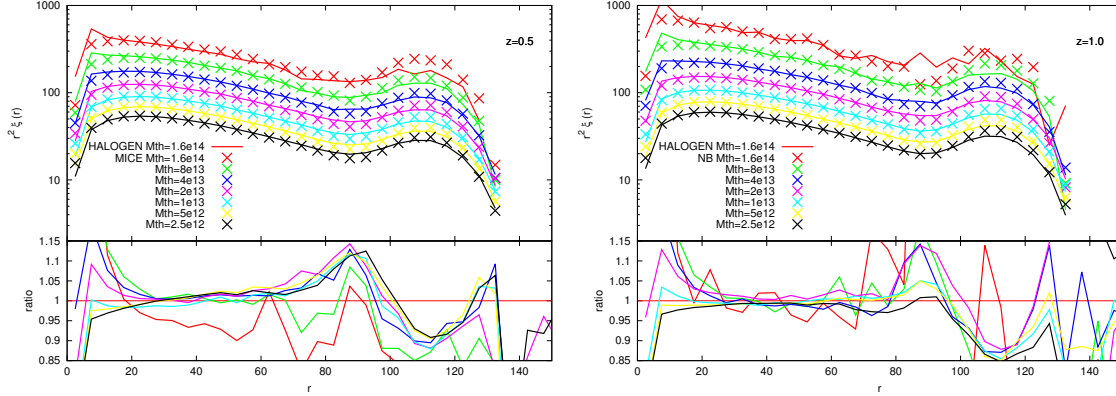 1000
100
10
r² ξ (r)
z=0.5
HALOGEN Mth=1.6e14
MICE Mth=1.6e14
Mth=8e13
Mth=4e13
Mth=2e13
Mth=1e13
Mth=5e12
Mth=2.5e12
1.15
1.1
1.05
1
0.95
0.9
0.85
ratio
0 20 40 60 80 100 120 140
r
1000
100
10
r² ξ (r)
z=1.0
HALOGEN Mth=1.6e14
NB Mth=1.6e14
Mth=8e13
Mth=4e13
Mth=2e13
Mth=1e13
Mth=5e12
Mth=2.5e12
1.15
1.1
1.05
1
0.95
0.9
0.85
ratio
0 20 40 60 80 100 120 140
r